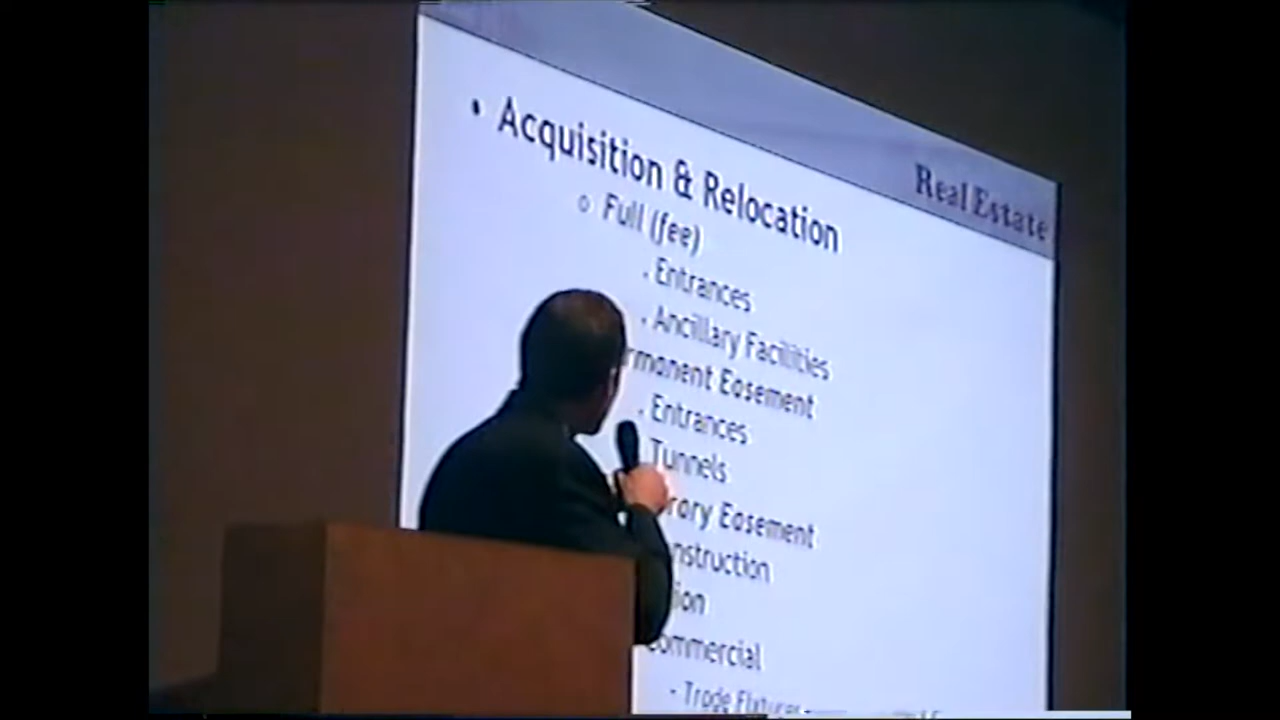 Real Estate
• Acquisition & Relocation
o Full (fee)
. Entrances
. Ancillary Facilities
rmanent Easement
. Entrances
Tunnels
rary Easement
nstruction
ion
ommercial
- Trade Fixtures